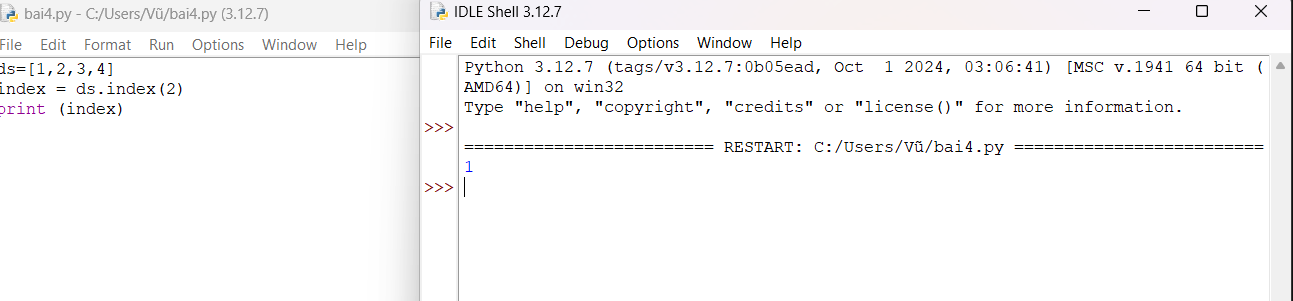 bai4.py - C:/Users/Vũ/bai4.py (3.12.7)
File Edit Format Run Options Window Help
ds=[1,2,3,4]
index = ds.index(2)
print (index)
IDLE Shell 3.12.7
File Edit Shell Debug Options Window Help
Python 3.12.7 (tags/v3.12.7:0b05ead, Oct  1 2024, 03:06:41) [MSC v.1941 64 bit (
AMD64)] on win32
Type "help", "copyright", "credits" or "license()" for more information.
>>>
========================= RESTART: C:/Users/Vũ/bai4.py =========================
1
>>>